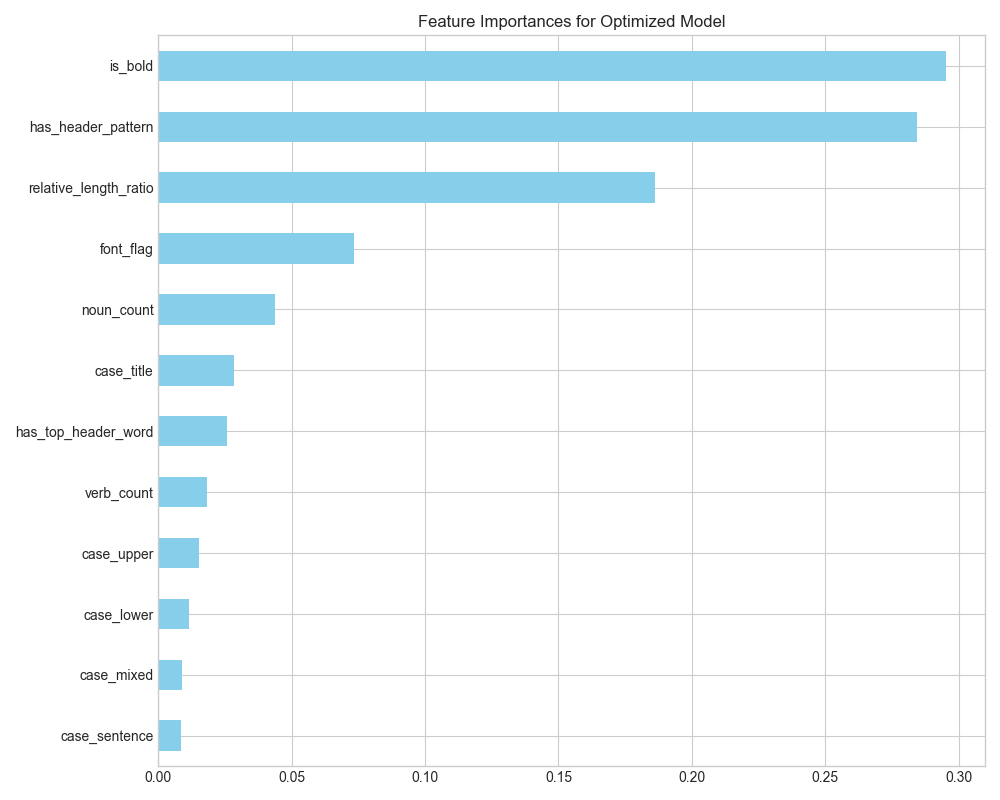 Feature Importances for Optimized Model
is_bold
has_header_pattern
relative_length_ratio
font_flag
noun_count
case_title
has_top_header_word
verb_count
case_upper
case_lower
case_mixed
case_sentence
0.00 0.05 0.10 0.15 0.20 0.25 0.30